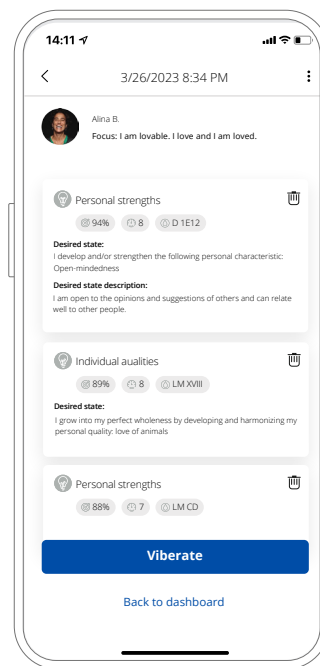 14:11
3/26/2023 8:34 PM
Alina B.
Focus: I am lovable. I love and I am loved.
Personal strengths
94% 8 D 1E12
Desired state:
I develop and/or strengthen the following personal characteristic:
Open-mindedness
Desired state description:
I am open to the opinions and suggestions of others and can relate
well to other people.
Individual aualities
89% 8 LM XVIII
Desired state:
I grow into my perfect wholeness by developing and harmonizing my
personal quality: love of animals
Personal strengths
88% 7 LM CD
Viberate
Back to dashboard